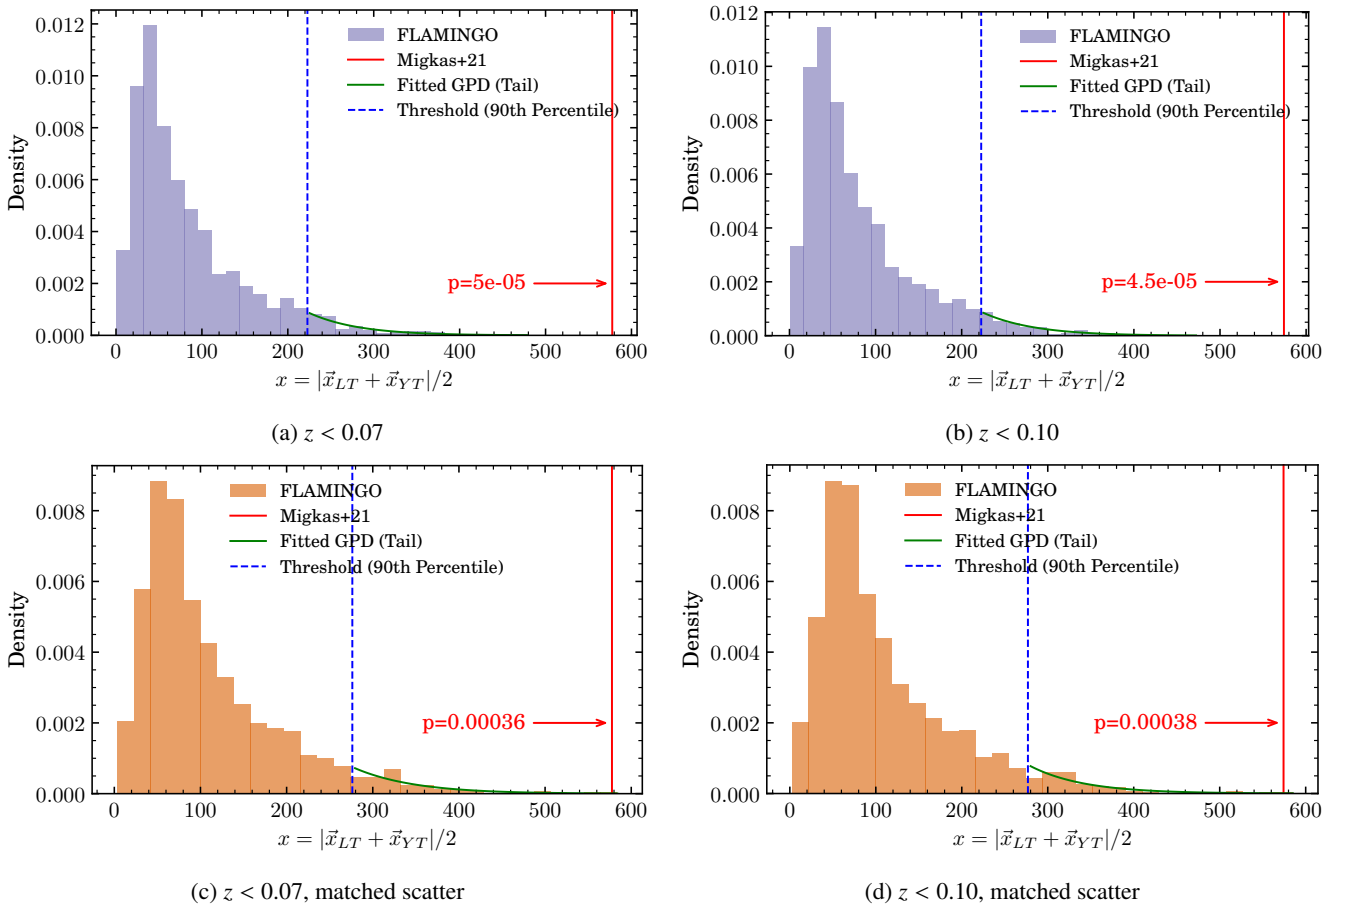 0.012
0.010
0.008
0.006
0.004
0.002
0.000
Density
FLAMINGO
Migkas+21
Fitted GPD (Tail)
Threshold (90th Percentile)
p=5e-05
0 100 200 300 400 500 600
x = |x⃗_LT + x⃗_YT|/2
(a) z < 0.07
0.012
0.010
0.008
0.006
0.004
0.002
0.000
Density
FLAMINGO
Migkas+21
Fitted GPD (Tail)
Threshold (90th Percentile)
p=4.5e-05
0 100 200 300 400 500 600
x = |x⃗_LT + x⃗_YT|/2
(b) z < 0.10
0.008
0.006
0.004
0.002
0.000
Density
FLAMINGO
Migkas+21
Fitted GPD (Tail)
Threshold (90th Percentile)
p=0.00036
0 100 200 300 400 500 600
x = |x⃗_LT + x⃗_YT|/2
(c) z < 0.07, matched scatter
0.008
0.006
0.004
0.002
0.000
Density
FLAMINGO
Migkas+21
Fitted GPD (Tail)
Threshold (90th Percentile)
p=0.00038
0 100 200 300 400 500 600
x = |x⃗_LT + x⃗_YT|/2
(d) z < 0.10, matched scatter